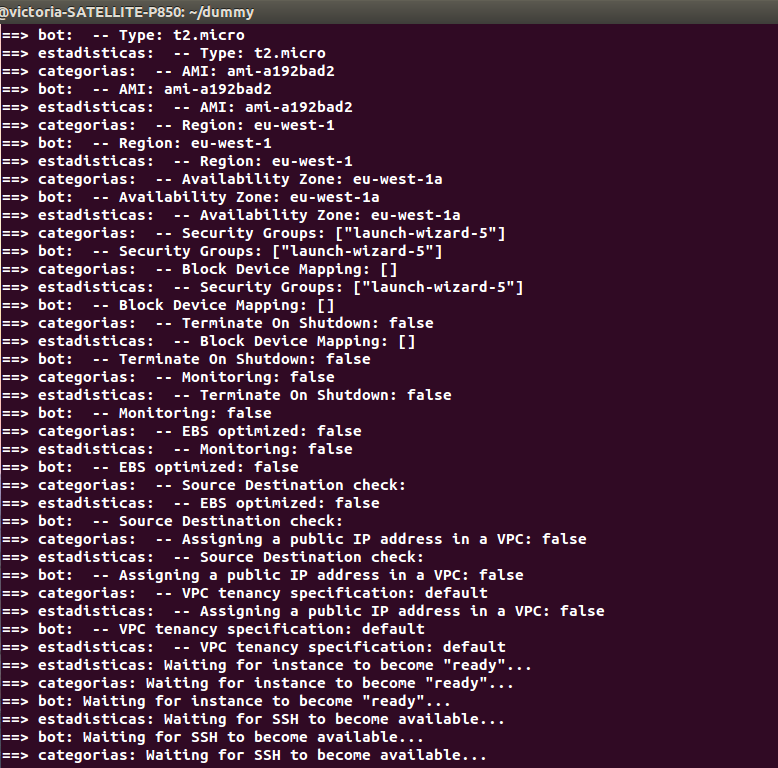 @victoria-SATELLITE-P850: ~/dummy
==> bot:  -- Type: t2.micro
==> estadisticas:  -- Type: t2.micro
==> categorias:  -- AMI: ami-a192bad2
==> bot:  -- AMI: ami-a192bad2
==> estadisticas:  -- AMI: ami-a192bad2
==> categorias:  -- Region: eu-west-1
==> bot:  -- Region: eu-west-1
==> estadisticas:  -- Region: eu-west-1
==> categorias:  -- Availability Zone: eu-west-1a
==> bot:  -- Availability Zone: eu-west-1a
==> estadisticas:  -- Availability Zone: eu-west-1a
==> categorias:  -- Security Groups: ["launch-wizard-5"]
==> bot:  -- Security Groups: ["launch-wizard-5"]
==> categorias:  -- Block Device Mapping: []
==> estadisticas:  -- Security Groups: ["launch-wizard-5"]
==> bot:  -- Block Device Mapping: []
==> categorias:  -- Terminate On Shutdown: false
==> estadisticas:  -- Block Device Mapping: []
==> bot:  -- Terminate On Shutdown: false
==> categorias:  -- Monitoring: false
==> estadisticas:  -- Terminate On Shutdown: false
==> bot:  -- Monitoring: false
==> categorias:  -- EBS optimized: false
==> estadisticas:  -- Monitoring: false
==> bot:  -- EBS optimized: false
==> categorias:  -- Source Destination check:
==> estadisticas:  -- EBS optimized: false
==> bot:  -- Source Destination check:
==> categorias:  -- Assigning a public IP address in a VPC: false
==> estadisticas:  -- Source Destination check:
==> bot:  -- Assigning a public IP address in a VPC: false
==> categorias:  -- VPC tenancy specification: default
==> estadisticas:  -- Assigning a public IP address in a VPC: false
==> bot:  -- VPC tenancy specification: default
==> estadisticas:  -- VPC tenancy specification: default
==> estadisticas: Waiting for instance to become "ready"...
==> categorias: Waiting for instance to become "ready"...
==> bot: Waiting for instance to become "ready"...
==> estadisticas: Waiting for SSH to become available...
==> bot: Waiting for SSH to become available...
==> categorias: Waiting for SSH to become available...